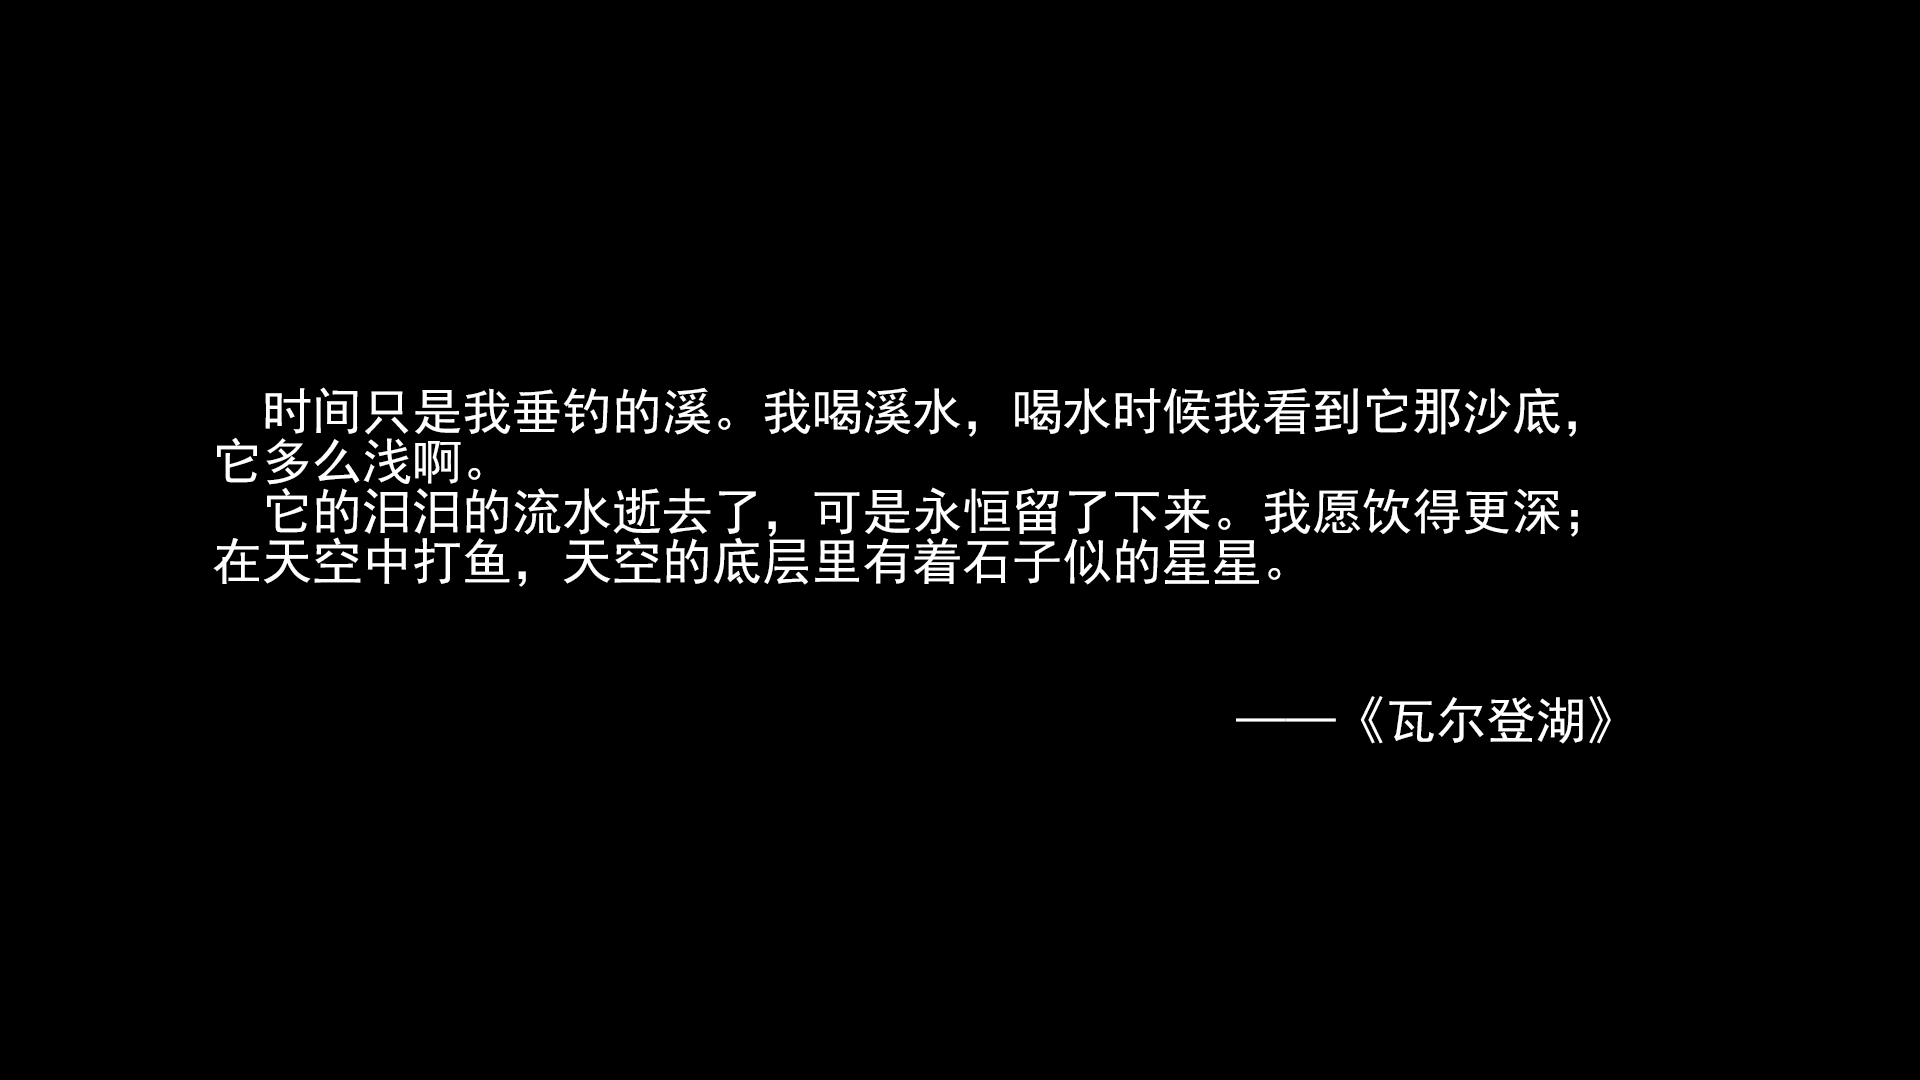 时间只是我垂钓的溪。我喝溪水，喝水时候我看到它那沙底，
它多么浅啊。
它的汩汩的流水逝去了，可是永恒留了下来。我愿饮得更深；
在天空中打鱼，天空的底层里有着石子似的星星。
——《瓦尔登湖》